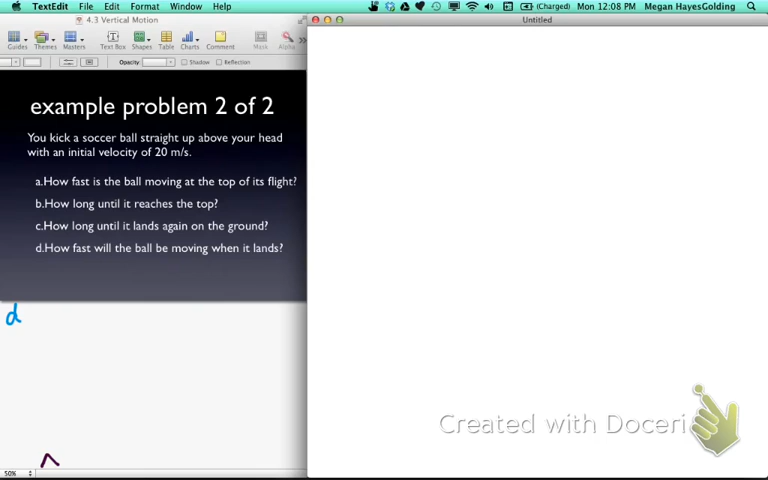 TextEdit File Edit Format Window Help Mon 12:08 PM Megan HayesGolding
4.3 Vertical Motion
Untitled
Guides Themes Masters Text Box Shapes Table Charts Comment Mask Alpha
Opacity: Shadow Reflection
(Charged)
example problem 2 of 2
You kick a soccer ball straight up above your head
with an initial velocity of 20 m/s.
a.How fast is the ball moving at the top of its flight?
b.How long until it reaches the top?
c.How long until it lands again on the ground?
d.How fast will the ball be moving when it lands?
d
Created with Doceri
50%